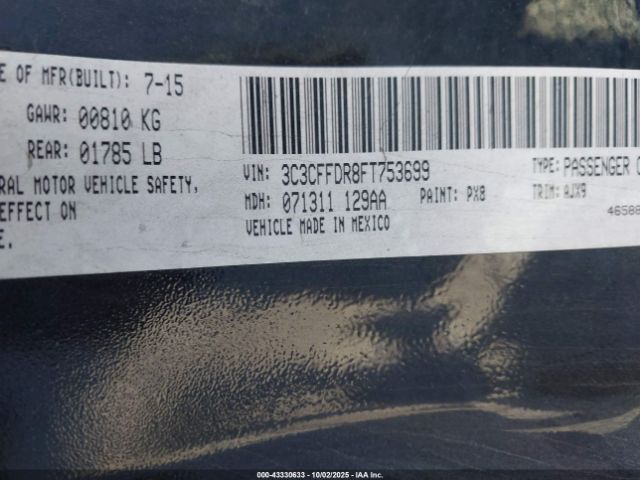 E OF MFR(BUILT): 7-15
GAWR: 00810 KG
REAR: 01785 LB
RAL MOTOR VEHICLE SAFETY,
EFFECT ON
E.
VIN: 3C3CFFDR8FT753699
TYPE: PASSENGER
MDH: 071311 129AA
PAINT: PX8
TRIM: AJX9
VEHICLE MADE IN MEXICO
46588
000-43330633 - 10/02/2025 - IAA Inc.